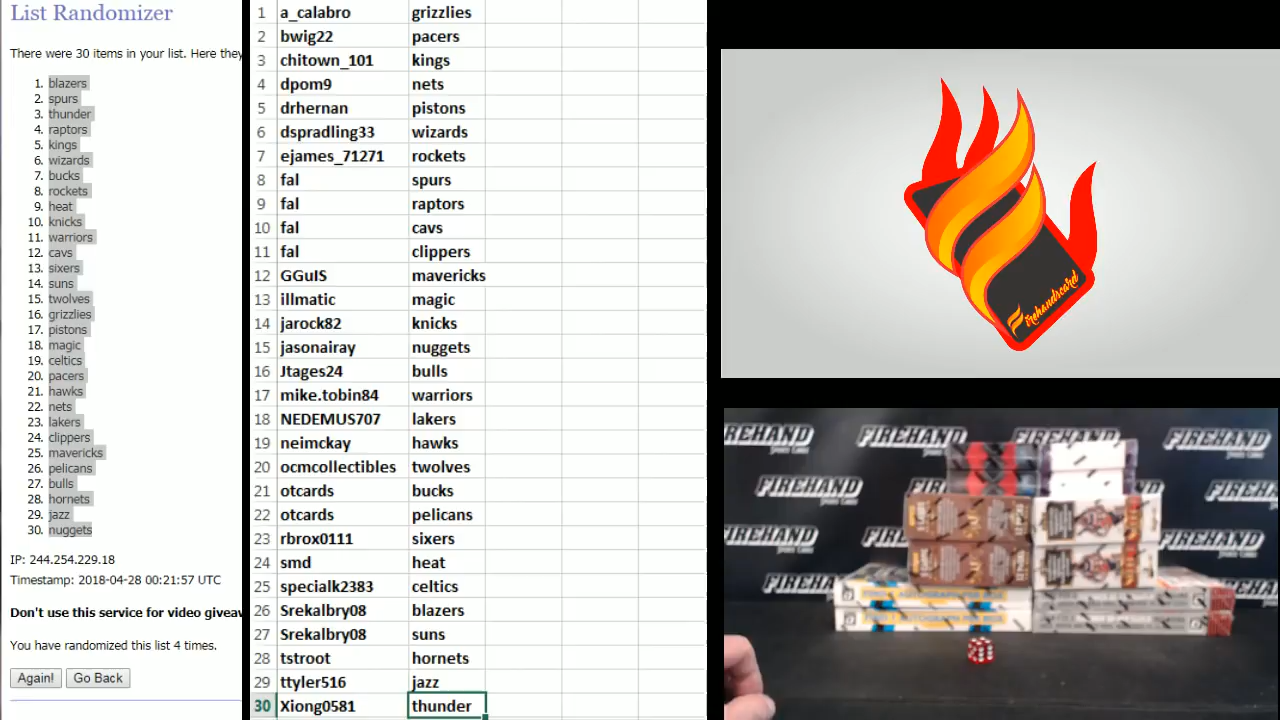 List Randomizer
There were 30 items in your list. Here they
1. blazers
2. spurs
3. thunder
4. raptors
5. kings
6. wizards
7. bucks
8. rockets
9. heat
10. knicks
11. warriors
12. cavs
13. sixers
14. suns
15. twolves
16. grizzlies
17. pistons
18. magic
19. celtics
20. pacers
21. hawks
22. nets
23. lakers
24. clippers
25. mavericks
26. pelicans
27. bulls
28. hornets
29. jazz
30. nuggets
IP: 244.254.229.18
Timestamp: 2018-04-28 00:21:57 UTC
Don't use this service for video giveaw
You have randomized this list 4 times.
Again! Go Back
1 a_calabro grizzlies
2 bwig22 pacers
3 chitown_101 kings
4 dpom9 nets
5 drhernan pistons
6 dspradling33 wizards
7 ejames_71271 rockets
8 fal spurs
9 fal raptors
10 fal cavs
11 fal clippers
12 GGuIS mavericks
13 illmatic magic
14 jarock82 knicks
15 jasonairay nuggets
16 Jtages24 bulls
17 mike.tobin84 warriors
18 NEDEMUS707 lakers
19 neimckay hawks
20 ocmcollectibles twolves
21 otcards bucks
22 otcards pelicans
23 rbrox0111 sixers
24 smd heat
25 specialk2383 celtics
26 Srekalbry08 blazers
27 Srekalbry08 suns
28 tstroot hornets
29 ttyler516 jazz
30 Xiong0581 thunder
Firehandscard
FIREHAND FIREHAND FIREHAND FIREHAND
FIREHAND FIREHAND
FIREHAND FIREHAND
FIREHAND FIREHAND